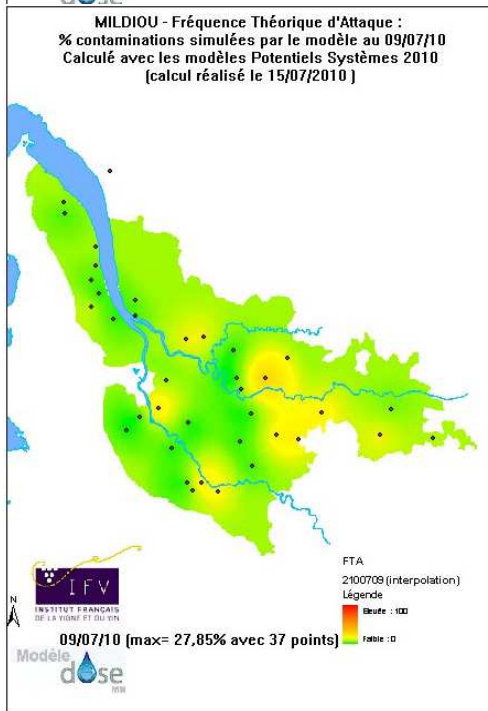 MILDIOU - Fréquence Théorique d'Attaque :
% contaminations simulées par le modèle au 09/07/10
Calculé avec les modèles Potentiels Systèmes 2010
(calcul réalisé le 15/07/2010 )
IFV
INSTITUT FRANÇAIS
DE LA VIGNE ET DU VIN
FTA
2100709 (interpolation)
Légende
Elevée : 100
Faible : 0
N
09/07/10 (max= 27,85% avec 37 points)
Modèle
dose